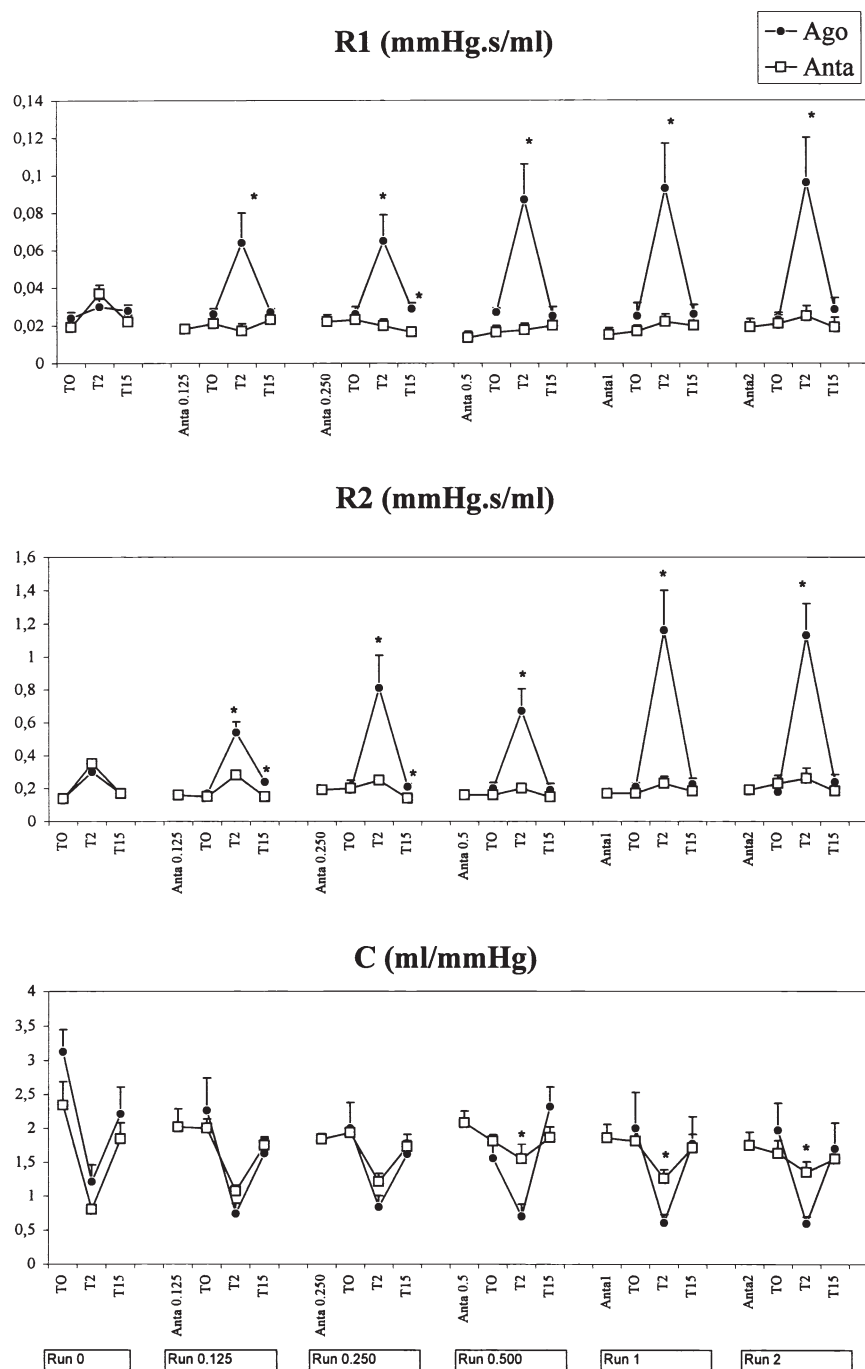 R1 (mmHg.s/ml)
Ago
Anta
0,14
0,12
0,1
0,08
0,06
0,04
0,02
0
* * * * * *
TO T2 T15 Anta 0.125 TO T2 T15 Anta 0.250 TO T2 T15 Anta 0.5 TO T2 T15 Anta1 TO T2 T15 Anta2 TO T2 T15
R2 (mmHg.s/ml)
1,6
1,4
1,2
1
0,8
0,6
0,4
0,2
0
* * * * * * *
TO T2 T15 Anta 0.125 TO T2 T15 Anta 0.250 TO T2 T15 Anta 0.5 TO T2 T15 Anta1 TO T2 T15 Anta2 TO T2 T15
C (ml/mmHg)
4
3,5
3
2,5
2
1,5
1
0,5
0
* * *
TO T2 T15 Anta 0.125 TO T2 T15 Anta 0.250 TO T2 T15 Anta 0.5 TO T2 T15 Anta1 TO T2 T15 Anta2 TO T2 T15
Run 0 Run 0.125 Run 0.250 Run 0.500 Run 1 Run 2